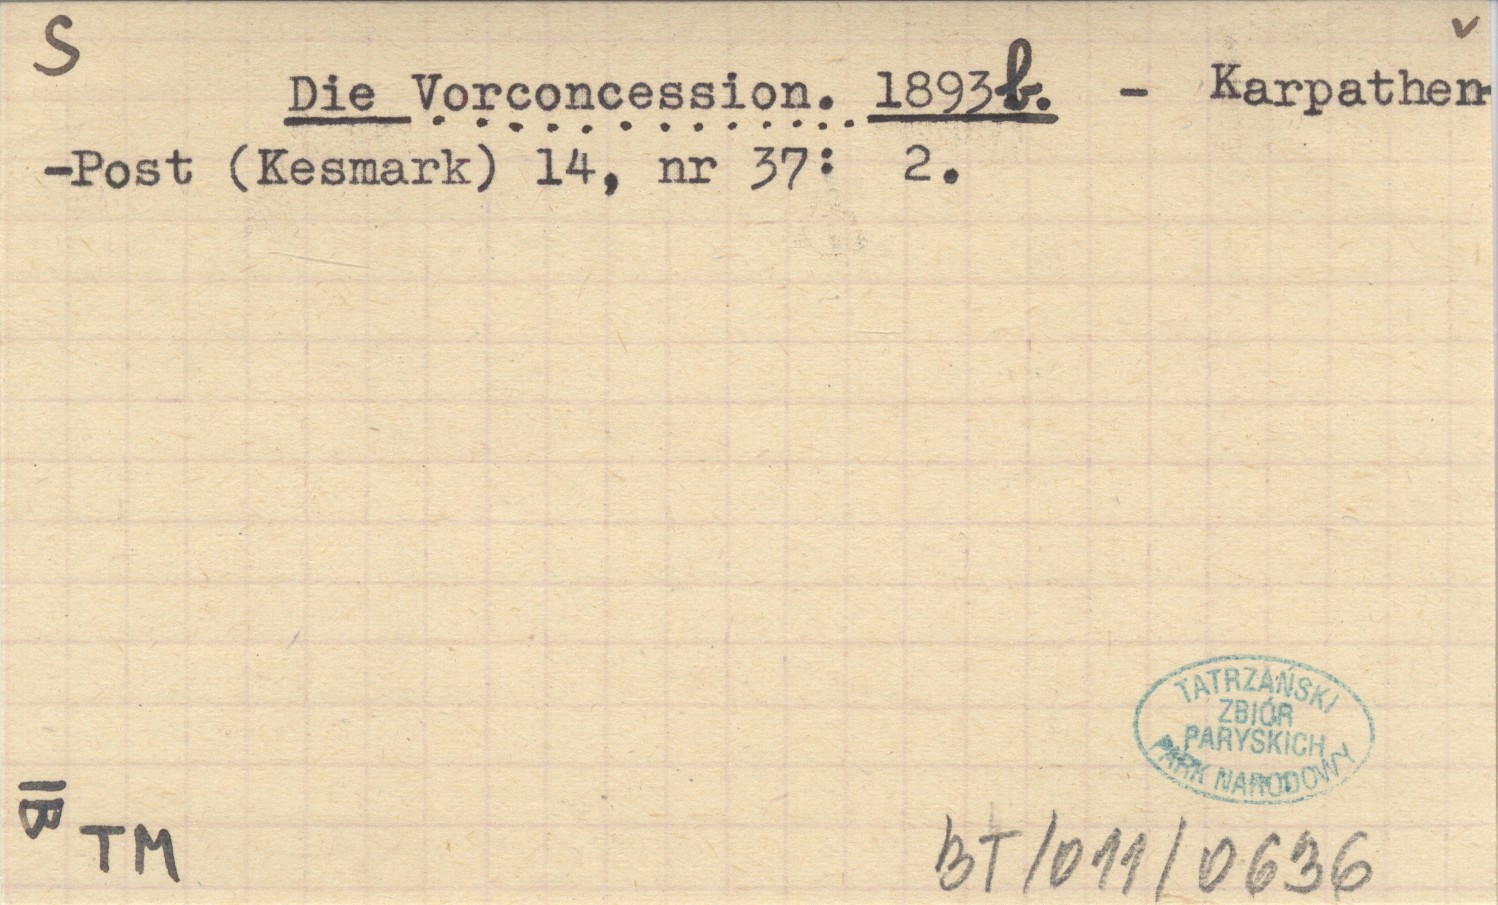 S
v
Die Vorconcession. 1893b. - Karpathen-
-Post (Kesmark) 14, nr 37: 2.
TATRZAŃSKI
ZBIÓR
PARYSKICH
PARK NARODOWY
IB
TM
BT/011/0636